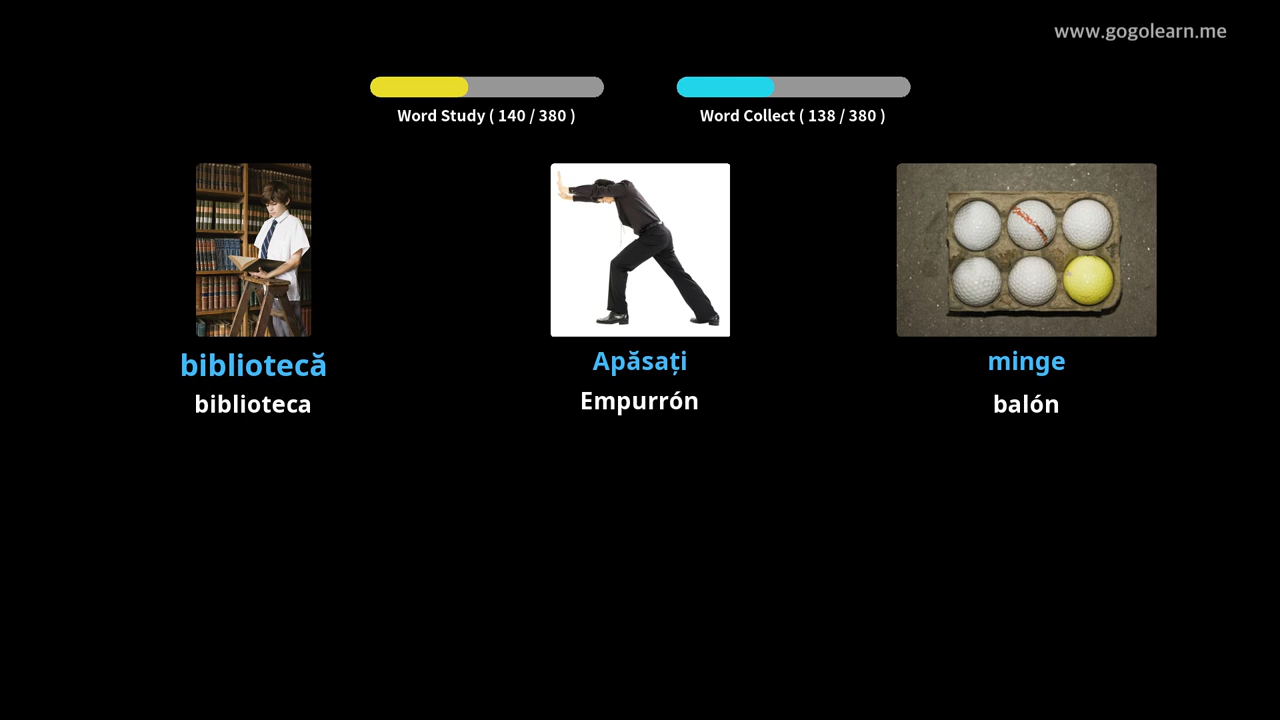 www.gogolearn.me
Word Study ( 140 / 380 )
Word Collect ( 138 / 380 )
bibliotecă
biblioteca
Apăsați
Empurrón
minge
balón